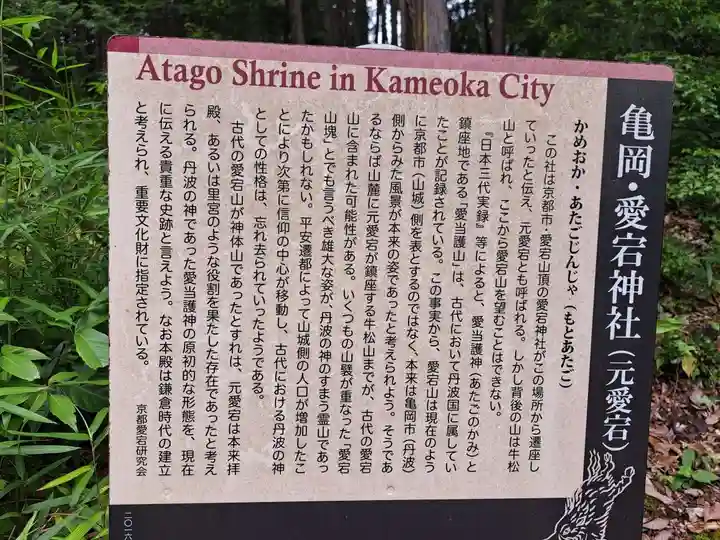 Atago Shrine in Kameoka City
亀岡・愛宕神社（元愛宕）
かめおか・あたごじんじゃ（もとあたご）
この社は京都市・愛宕山頂の愛宕神社がこの場所から遷座し
ていったと伝え、元愛宕とも呼ばれる。しかし背後の山は牛松
山と呼ばれ、ここから愛宕山を望むことはできない。
『日本三代実録』等によると、愛当護神（あたごのかみ）と
鎮座地である「愛当護山」は、古代において丹波国に属してい
たことが記録されている。この事実から、愛宕山は現在のよう
に京都市（山城）側を表とするのではなく、本来は亀岡市（丹波）
側からみた風景が本来の姿であったと考えられよう。そうであ
るならば山麓に元愛宕が鎮座する牛松山までが、古代の愛宕
山に含まれた可能性がある。いくつもの山襞が重なった「愛宕
山塊」とでも言うべき雄大な姿が、丹波の神のすまう霊山であっ
たかもしれない。平安遷都によって山城側の人口が増加したこ
とにより次第に信仰の中心が移動し、古代における丹波の神
としての性格は、忘れ去られていったようである。
古代の愛宕山が神体山であったとすれば、元愛宕は本来拝
殿、あるいは里宮のような役割を果たした存在であったと考え
られる。丹波の神であった愛当護神の原初的な形態を、現在
に伝える貴重な史跡と言えよう。なお本殿は鎌倉時代の建立
と考えられ、重要文化財に指定されている。
京都愛宕研究会
二〇一六